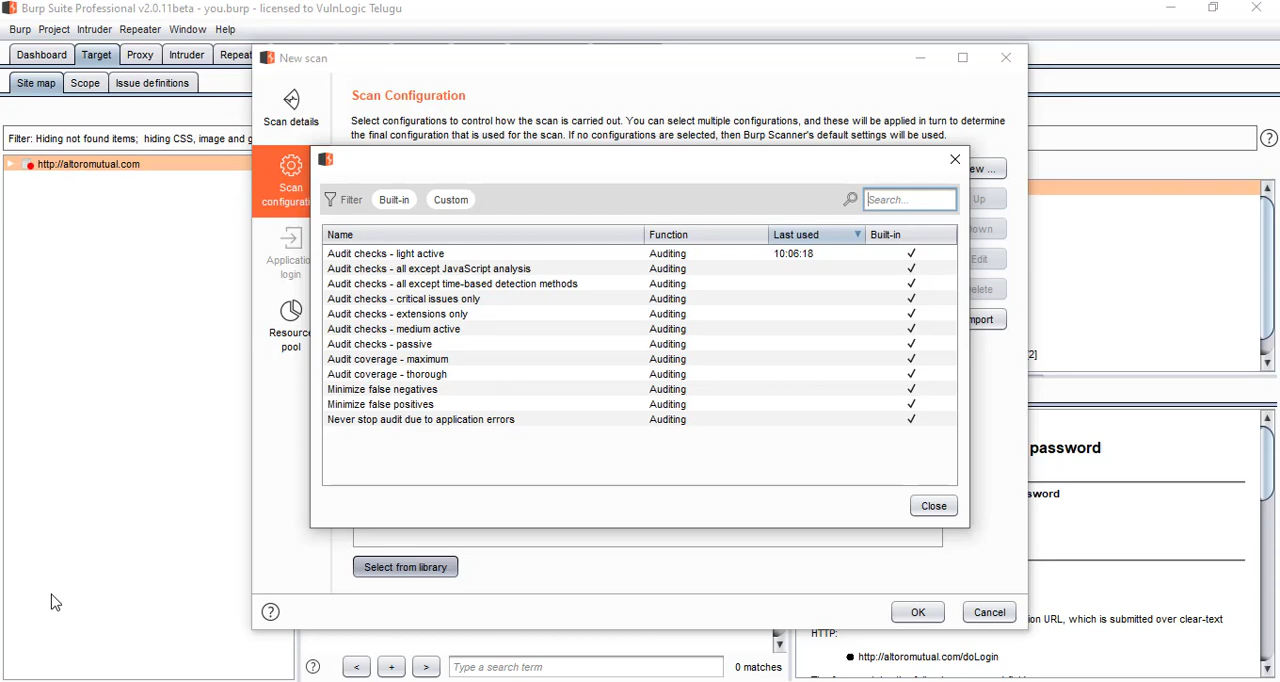 Burp Suite Professional v2.0.11beta - you.burp - licensed to VulnLogic Telugu
Burp Project Intruder Repeater Window Help
Dashboard Target Proxy Intruder
Site map Scope Issue definitions
Filter: Hiding not found items; hiding CSS, image and
http://altoromutual.com
New scan
Scan details
Scan
Application
login
Resource
pool
Scan Configuration
Select configurations to control how the scan is carried out. You can select multiple configurations, and these will be applied in turn to determine
the final configuration that is used for the scan. If no configurations are selected, then Burp Scanner's default settings will be used.
Up
Edit
Filter Built-in Custom Search...
Name Function Last used Built-in
Audit checks - light active Auditing 10:06:18 ✓
Audit checks - all except JavaScript analysis Auditing ✓
Audit checks - all except time-based detection methods Auditing ✓
Audit checks - critical issues only Auditing ✓
Audit checks - extensions only Auditing ✓
Audit checks - medium active Auditing ✓
Audit checks - passive Auditing ✓
Audit coverage - maximum Auditing ✓
Audit coverage - thorough Auditing ✓
Minimize false negatives Auditing ✓
Minimize false positives Auditing ✓
Never stop audit due to application errors Auditing ✓
Close
Select from library
? OK Cancel
?
2]
password
URL, which is submitted over clear-text
HTTP:
http://altoromutual.com/doLogin
? < + > Type a search term 0 matches